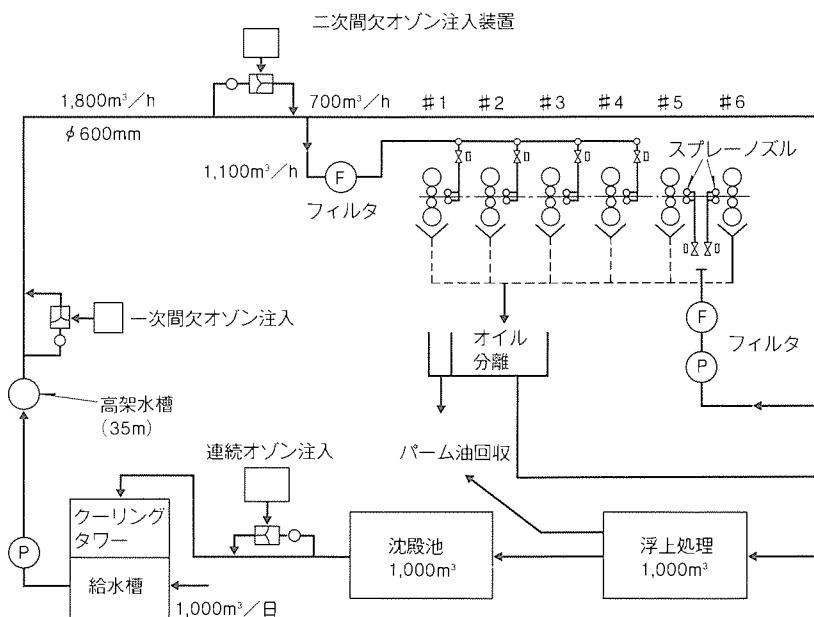 二次間欠オゾン注入装置
1,800m³／h
700m³／h
＃1
＃2
＃3
＃4
＃5
＃6
φ600mm
1,100m³／h
F
フィルタ
スプレーノズル
一次間欠オゾン注入
オイル
分離
F
フィルタ
P
高架水槽
(35m)
連続オゾン注入
パーム油回収
クーリング
タワー
P
給水槽
1,000m³／日
沈殿池
1,000m³
浮上処理
1,000m³